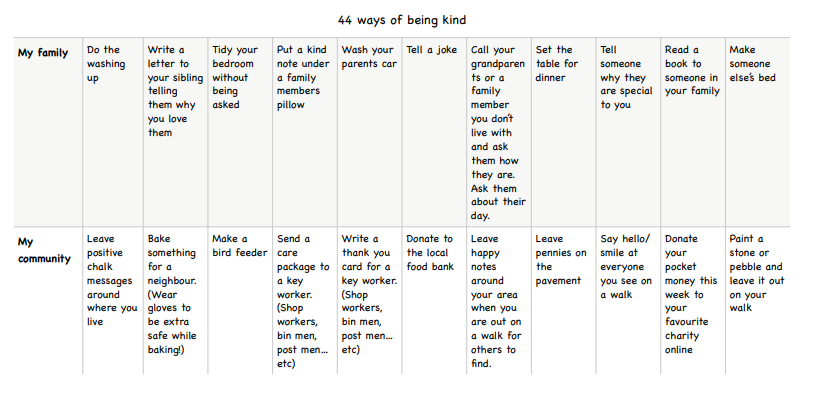 44 ways of being kind
My family
Do the
washing
up
Write a
letter to
your sibling
telling
them why
you love
them
Tidy your
bedroom
without
being
asked
Put a kind
note under
a family
members
pillow
Wash your
parents car
Tell a joke
Call your
grandparen
ts or a
family
member
you don't
live with
and ask
them how
they are.
Ask them
about their
day.
Set the
table for
dinner
Tell
someone
why they
are special
to you
Read a
book to
someone in
your family
Make
someone
else's bed
My
community
Leave
positive
chalk
messages
around
where you
live
Bake
something
for a
neighbour.
(Wear
gloves to
be extra
safe while
baking!)
Make a
bird feeder
Send a
care
package to
a key
worker.
(Shop
workers,
bin men,
post men...
etc)
Write a
thank you
card for a
key worker.
(Shop
workers,
bin men,
post men...
etc)
Donate to
the local
food bank
Leave
happy
notes
around
your area
when you
are out on
a walk for
others to
find.
Leave
pennies on
the
pavement
Say hello/
smile at
everyone
you see on
a walk
Donate
your
pocket
money this
week to
your
favourite
charity
online
Paint a
stone or
pebble and
leave it out
on your
walk